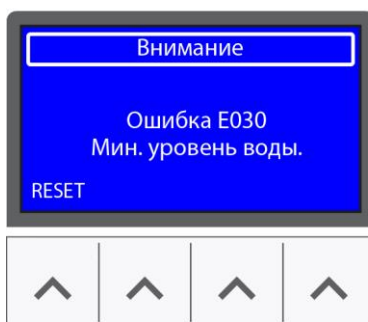 Внимание
Ошибка E030
Мин. уровень воды.
RESET